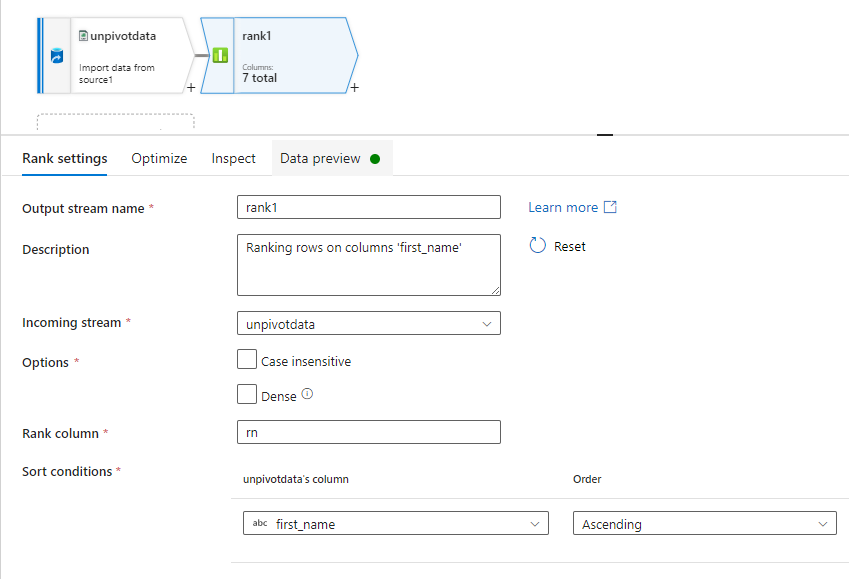 unpivotdata
Import data from
source1
+
rank1
Columns:
7 total
+
Rank settings
Optimize
Inspect
Data preview
Output stream name *
rank1
Learn more
Description
Ranking rows on columns 'first_name'
Reset
Incoming stream *
unpivotdata
Options *
Case insensitive
Dense
Rank column *
rn
Sort conditions *
unpivotdata's column
Order
abc first_name
Ascending